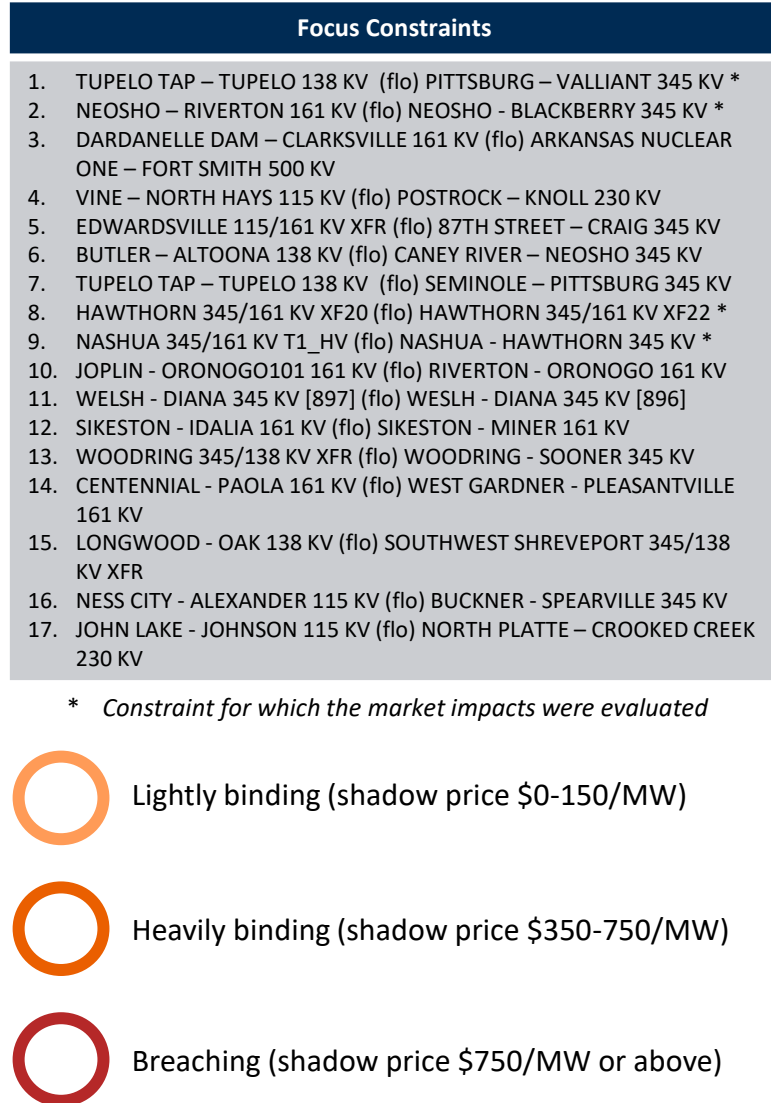 Focus Constraints
1. TUPELO TAP – TUPELO 138 KV (flo) PITTSBURG – VALLIANT 345 KV *
2. NEOSHO – RIVERTON 161 KV (flo) NEOSHO - BLACKBERRY 345 KV *
3. DARDANELLE DAM – CLARKSVILLE 161 KV (flo) ARKANSAS NUCLEAR
ONE – FORT SMITH 500 KV
4. VINE – NORTH HAYS 115 KV (flo) POSTROCK – KNOLL 230 KV
5. EDWARDSVILLE 115/161 KV XFR (flo) 87TH STREET – CRAIG 345 KV
6. BUTLER – ALTOONA 138 KV (flo) CANEY RIVER – NEOSHO 345 KV
7. TUPELO TAP – TUPELO 138 KV (flo) SEMINOLE – PITTSBURG 345 KV
8. HAWTHORN 345/161 KV XF20 (flo) HAWTHORN 345/161 KV XF22 *
9. NASHUA 345/161 KV T1_HV (flo) NASHUA - HAWTHORN 345 KV *
10. JOPLIN - ORONOGO101 161 KV (flo) RIVERTON - ORONOGO 161 KV
11. WELSH - DIANA 345 KV [897] (flo) WESLH - DIANA 345 KV [896]
12. SIKESTON - IDALIA 161 KV (flo) SIKESTON - MINER 161 KV
13. WOODRING 345/138 KV XFR (flo) WOODRING - SOONER 345 KV
14. CENTENNIAL - PAOLA 161 KV (flo) WEST GARDNER - PLEASANTVILLE
161 KV
15. LONGWOOD - OAK 138 KV (flo) SOUTHWEST SHREVEPORT 345/138
KV XFR
16. NESS CITY - ALEXANDER 115 KV (flo) BUCKNER - SPEARVILLE 345 KV
17. JOHN LAKE - JOHNSON 115 KV (flo) NORTH PLATTE – CROOKED CREEK
230 KV
* Constraint for which the market impacts were evaluated
Lightly binding (shadow price $0-150/MW)
Heavily binding (shadow price $350-750/MW)
Breaching (shadow price $750/MW or above)